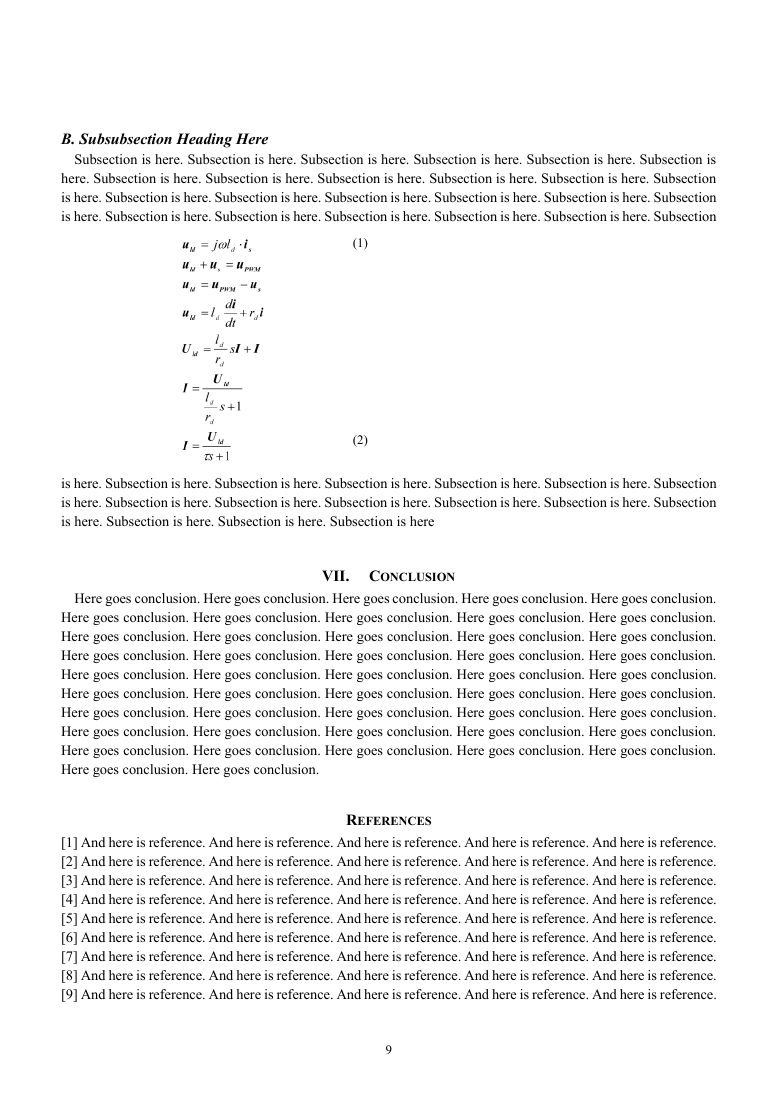 B. Subsubsection Heading Here
Subsection is here. Subsection is here. Subsection is here. Subsection is here. Subsection is here. Subsection is
here. Subsection is here. Subsection is here. Subsection is here. Subsection is here. Subsection is here. Subsection
is here. Subsection is here. Subsection is here. Subsection is here. Subsection is here. Subsection is here. Subsection
is here. Subsection is here. Subsection is here. Subsection is here. Subsection is here. Subsection is here. Subsection
u_ld = jωl_d · i_s (1)
u_ld + u_s = u_PWM
u_ld = u_PWM − u_s
u_ld = l_d di/dt + r_d i
U_ld = l_d/r_d sI + I
I = U_ld/(l_d/r_d s + 1)
I = U_ld/(τs + 1) (2)
is here. Subsection is here. Subsection is here. Subsection is here. Subsection is here. Subsection is here. Subsection
is here. Subsection is here. Subsection is here. Subsection is here. Subsection is here. Subsection is here. Subsection
is here. Subsection is here. Subsection is here. Subsection is here
VII. CONCLUSION
Here goes conclusion. Here goes conclusion. Here goes conclusion. Here goes conclusion. Here goes conclusion.
Here goes conclusion. Here goes conclusion. Here goes conclusion. Here goes conclusion. Here goes conclusion.
Here goes conclusion. Here goes conclusion. Here goes conclusion. Here goes conclusion. Here goes conclusion.
Here goes conclusion. Here goes conclusion. Here goes conclusion. Here goes conclusion. Here goes conclusion.
Here goes conclusion. Here goes conclusion. Here goes conclusion. Here goes conclusion. Here goes conclusion.
Here goes conclusion. Here goes conclusion. Here goes conclusion. Here goes conclusion. Here goes conclusion.
Here goes conclusion. Here goes conclusion. Here goes conclusion. Here goes conclusion. Here goes conclusion.
Here goes conclusion. Here goes conclusion. Here goes conclusion. Here goes conclusion. Here goes conclusion.
Here goes conclusion. Here goes conclusion. Here goes conclusion. Here goes conclusion. Here goes conclusion.
Here goes conclusion. Here goes conclusion.
REFERENCES
[1] And here is reference. And here is reference. And here is reference. And here is reference. And here is reference.
[2] And here is reference. And here is reference. And here is reference. And here is reference. And here is reference.
[3] And here is reference. And here is reference. And here is reference. And here is reference. And here is reference.
[4] And here is reference. And here is reference. And here is reference. And here is reference. And here is reference.
[5] And here is reference. And here is reference. And here is reference. And here is reference. And here is reference.
[6] And here is reference. And here is reference. And here is reference. And here is reference. And here is reference.
[7] And here is reference. And here is reference. And here is reference. And here is reference. And here is reference.
[8] And here is reference. And here is reference. And here is reference. And here is reference. And here is reference.
[9] And here is reference. And here is reference. And here is reference. And here is reference. And here is reference.
9